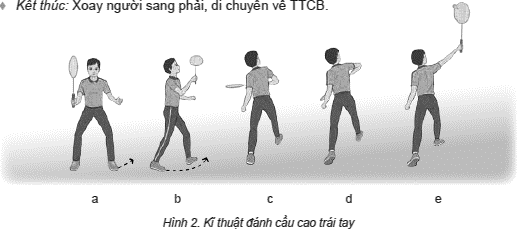 ♦ Kết thúc: Xoay người sang phải, di chuyển về TTCB.
a b c d e
Hình 2. Kĩ thuật đánh cầu cao trái tay